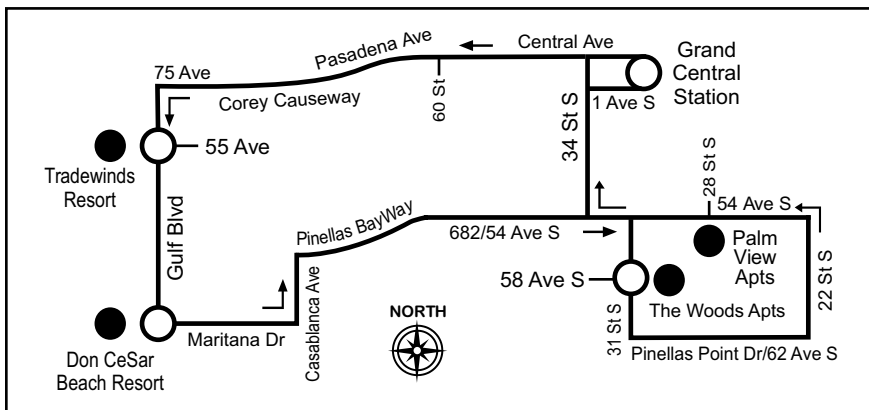 Pasadena Ave
Central Ave
Grand
Central
Station
75 Ave
Corey Causeway
60 St
1 Ave S
34 St S
55 Ave
Tradewinds
Resort
Gulf Blvd
28 St S
54 Ave S
Pinellas BayWay
682/54 Ave S
Palm
View
Apts
22 St S
58 Ave S
The Woods Apts
Casablanca Ave
NORTH
Maritana Dr
31 St S
Pinellas Point Dr/62 Ave S
Don CeSar
Beach Resort